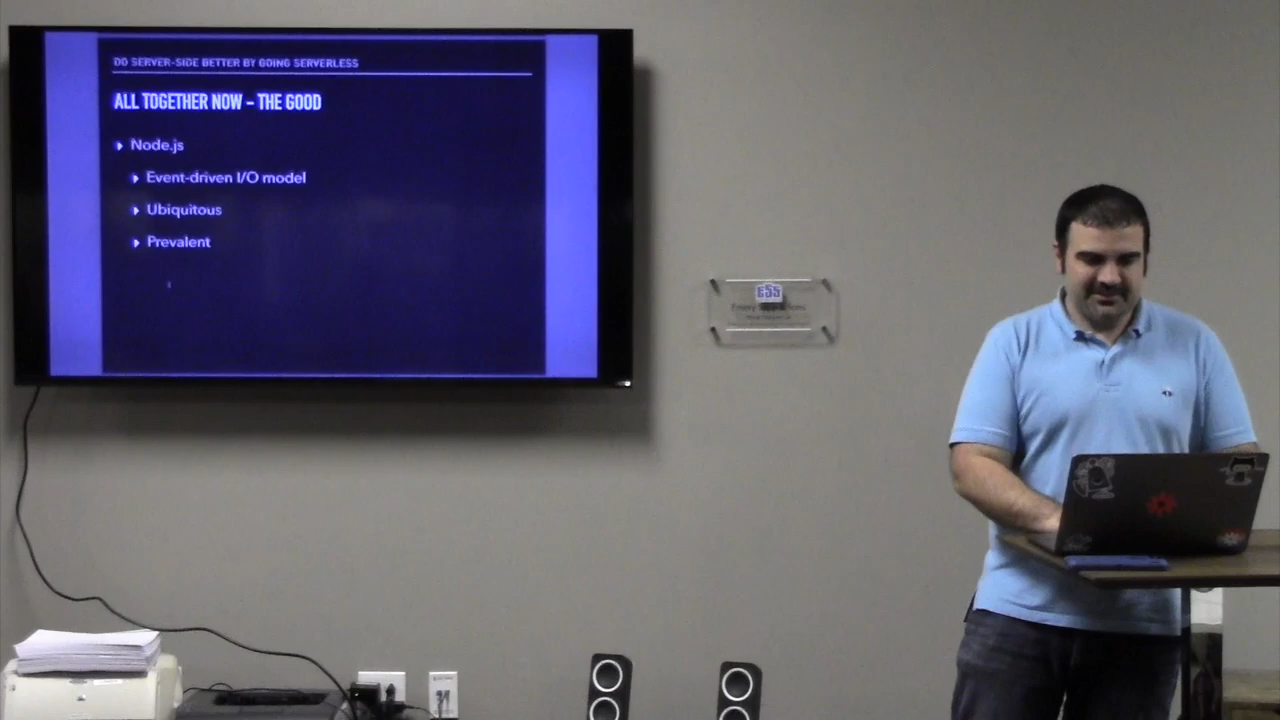 DO SERVER-SIDE BETTER BY GOING SERVERLESS
ALL TOGETHER NOW – THE GOOD
Node.js
Event-driven I/O model
Ubiquitous
Prevalent
ESS